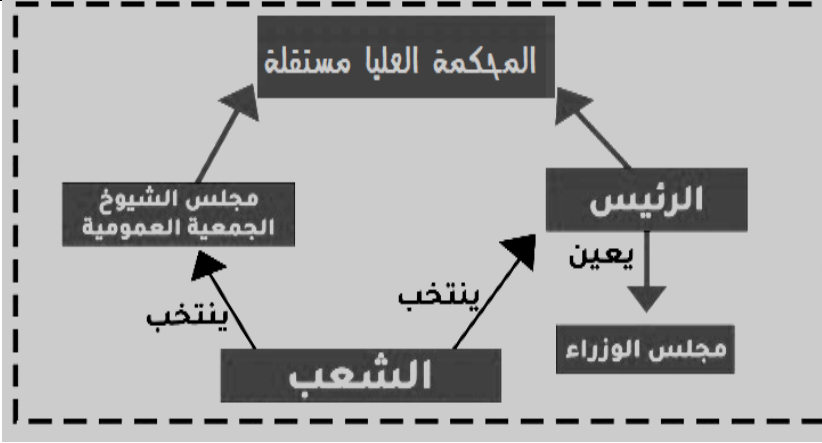 المحكمة العليا مستقلة
الرئيس
مجلس الشيوخ
الجمعية العمومية
يعين
ينتخب
ينتخب
مجلس الوزراء
الشعب